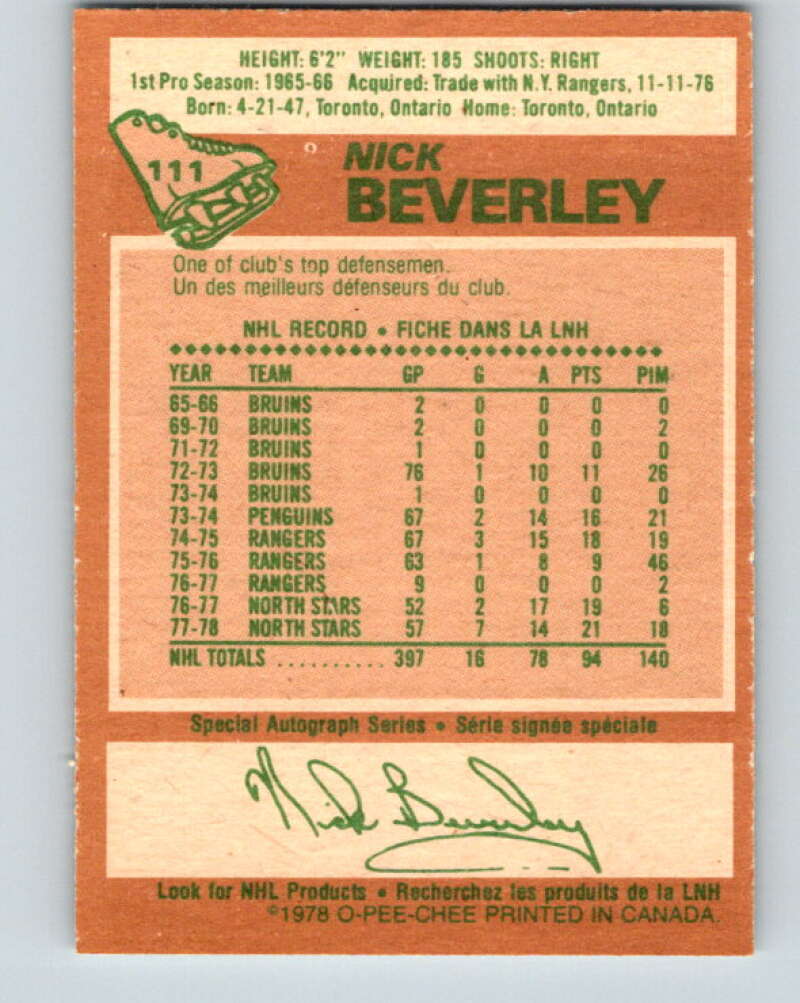 HEIGHT: 6'2" WEIGHT: 185 SHOOTS: RIGHT
1st Pro Season: 1965-66 Acquired: Trade with N.Y. Rangers, 11-11-76
Born: 4-21-47, Toronto, Ontario Home: Toronto, Ontario
111
NICK
BEVERLEY
One of club's top defensemen.
Un des meilleurs défenseurs du club.
NHL RECORD • FICHE DANS LA LNH
YEAR TEAM GP G A PTS PIM
65-66 BRUINS 2 0 0 0 0
69-70 BRUINS 2 0 0 0 2
71-72 BRUINS 1 0 0 0 0
72-73 BRUINS 76 1 10 11 26
73-74 BRUINS 1 0 0 0 0
73-74 PENGUINS 67 2 14 16 21
74-75 RANGERS 67 3 15 18 19
75-76 RANGERS 63 1 8 9 46
76-77 RANGERS 9 0 0 0 2
76-77 NORTH STARS 52 2 17 19 6
77-78 NORTH STARS 57 7 14 21 18
NHL TOTALS .......... 397 16 78 94 140
Special Autograph Series • Série signée spéciale
Nick Beverley
Look for NHL Products • Recherchez les produits de la LNH
©1978 O-PEE-CHEE PRINTED IN CANADA.